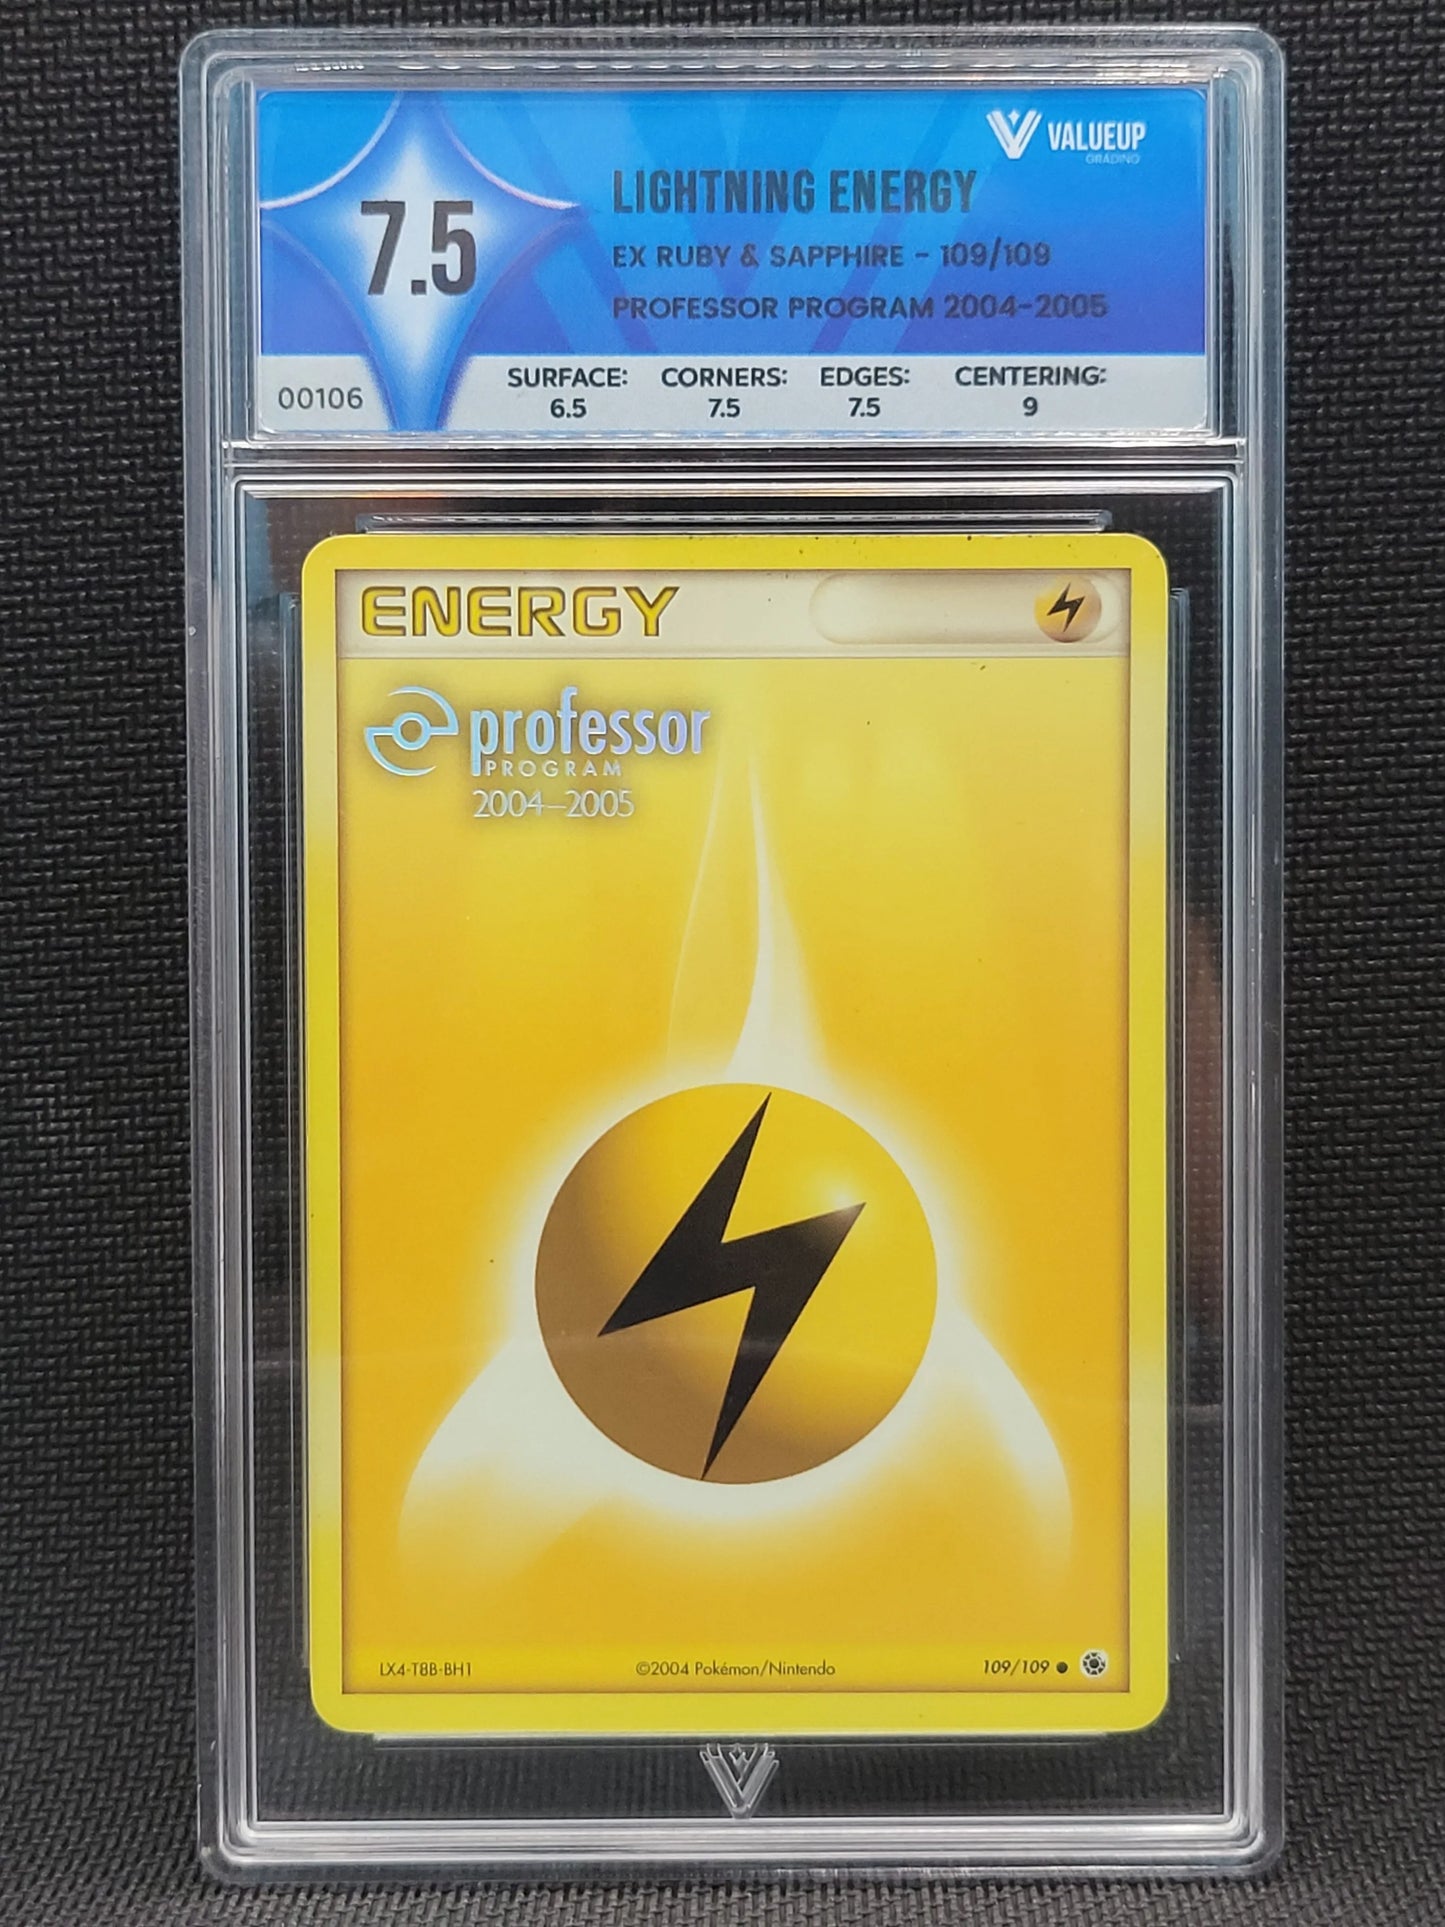 VALUEUP
GRADING
7.5
LIGHTNING ENERGY
EX RUBY & SAPPHIRE - 109/109
PROFESSOR PROGRAM 2004-2005
00106
SURFACE: CORNERS: EDGES: CENTERING:
6.5 7.5 7.5 9
ENERGY
professor
PROGRAM
2004–2005
LX4-T8B-BH1 ©2004 Pokémon/Nintendo 109/109